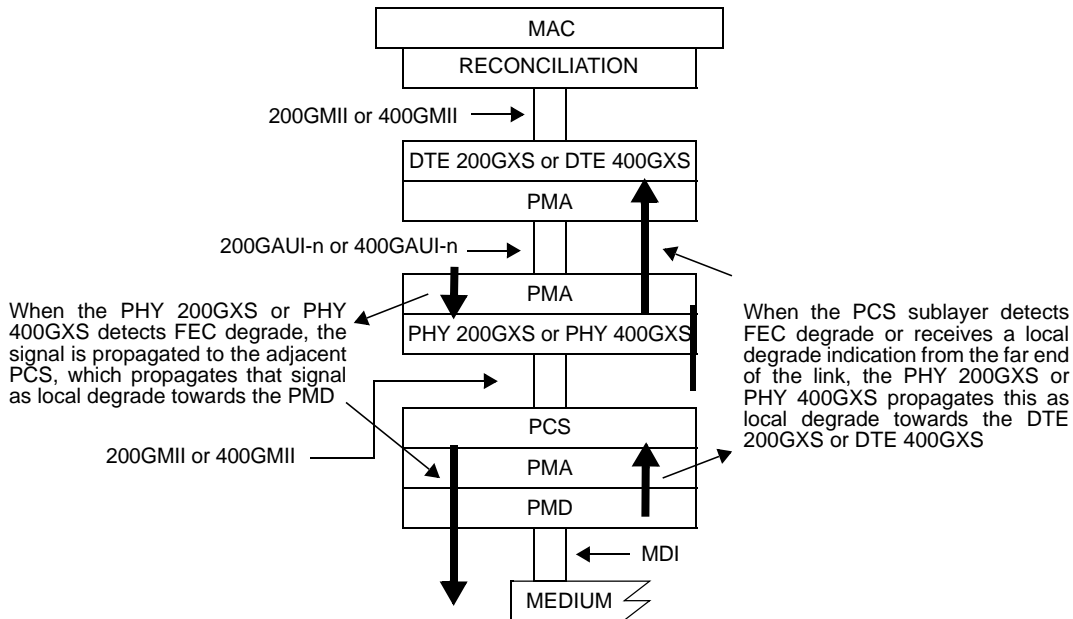 MAC
RECONCILIATION
200GMII or 400GMII
DTE 200GXS or DTE 400GXS
PMA
200GAUI-n or 400GAUI-n
PMA
When the PHY 200GXS or PHY
400GXS detects FEC degrade, the
signal is propagated to the adjacent
PCS, which propagates that signal
as local degrade towards the PMD
PHY 200GXS or PHY 400GXS
When the PCS sublayer detects
FEC degrade or receives a local
degrade indication from the far end
of the link, the PHY 200GXS or
PHY 400GXS propagates this as
local degrade towards the DTE
200GXS or DTE 400GXS
PCS
200GMII or 400GMII
PMA
PMD
MDI
MEDIUM